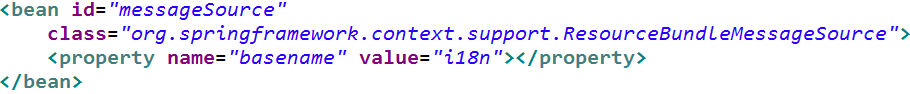 <bean id="messageSource"
class="org.springframework.context.support.ResourceBundleMessageSource">
<property name="basename" value="i18n"></property>
</bean>